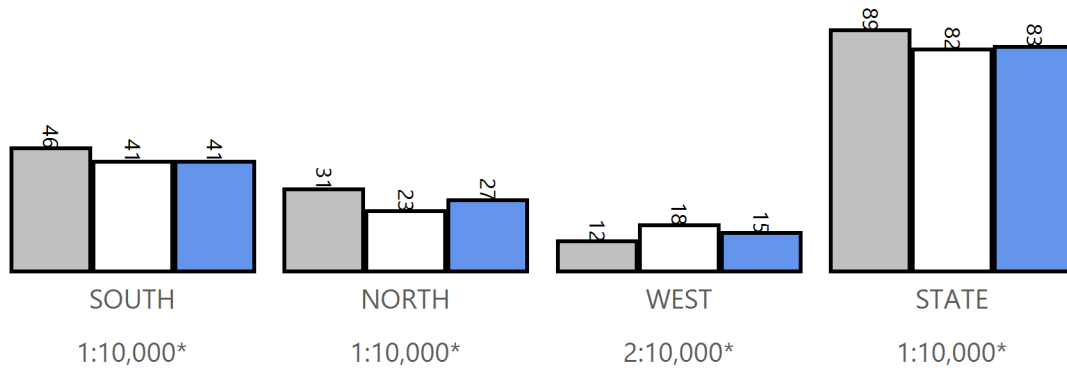 46 41 41 31 23 27 12 18 15 89 82 83
SOUTH NORTH WEST STATE
1:10,000* 1:10,000* 2:10,000* 1:10,000*